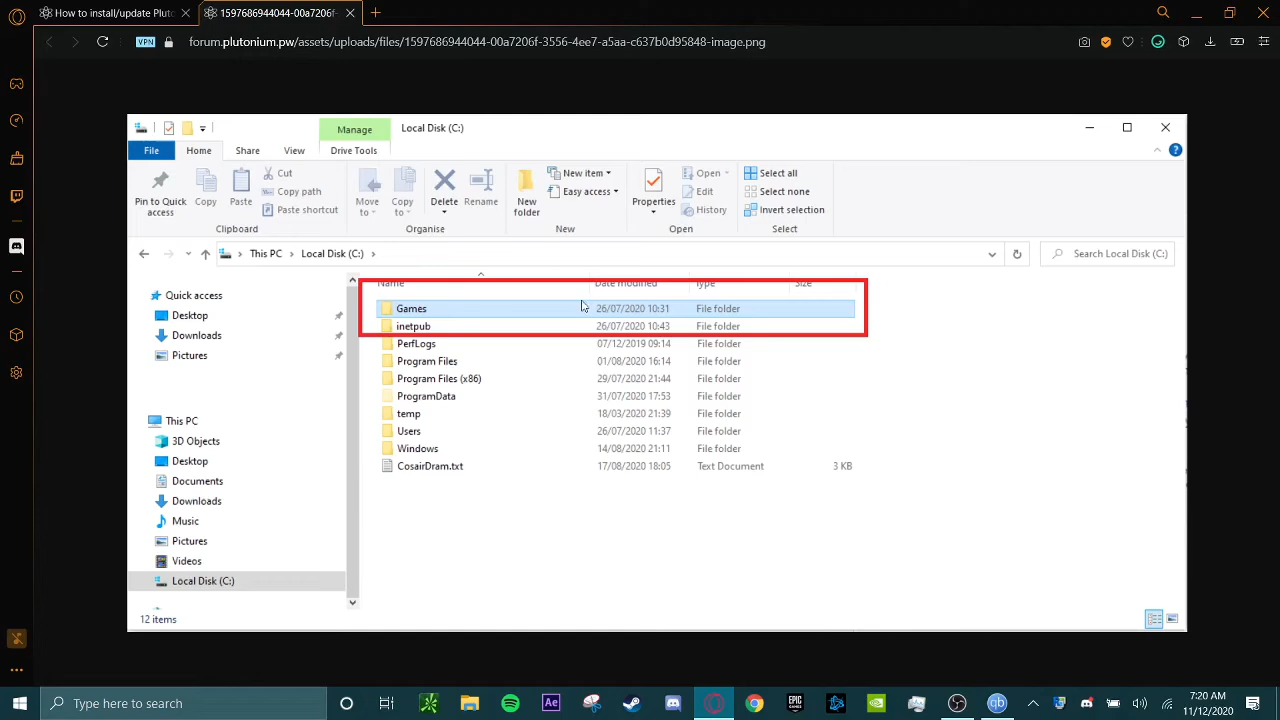 How to install/update Plutoni
1597686944044-00a7206f-
VPN
forum.plutonium.pw/assets/uploads/files/1597686944044-00a7206f-3556-4ee7-a5aa-c637b0d95848-image.png
Manage
Local Disk (C:)
File
Home
Share
View
Drive Tools
Pin to Quick access
Copy
Paste
Cut
Copy path
Paste shortcut
Clipboard
Move to
Copy to
Delete
Rename
Organise
New folder
New item
Easy access
New
Properties
Open
Edit
History
Open
Select all
Select none
Invert selection
Select
This PC
Local Disk (C:)
Search Local Disk (C:)
Name Date modified Type Size
Games 26/07/2020 10:31 File folder
inetpub 26/07/2020 10:43 File folder
PerfLogs 07/12/2019 09:14 File folder
Program Files 01/08/2020 16:14 File folder
Program Files (x86) 29/07/2020 21:44 File folder
ProgramData 31/07/2020 17:53 File folder
temp 18/03/2020 21:39 File folder
Users 26/07/2020 11:37 File folder
Windows 14/08/2020 21:11 File folder
CosairDram.txt 17/08/2020 18:05 Text Document 3 KB
Quick access
Desktop
Downloads
Pictures
This PC
3D Objects
Desktop
Documents
Downloads
Music
Pictures
Videos
Local Disk (C:)
12 items
Type here to search
Ae
EPIC GAMES
qb
7:20 AM
11/12/2020